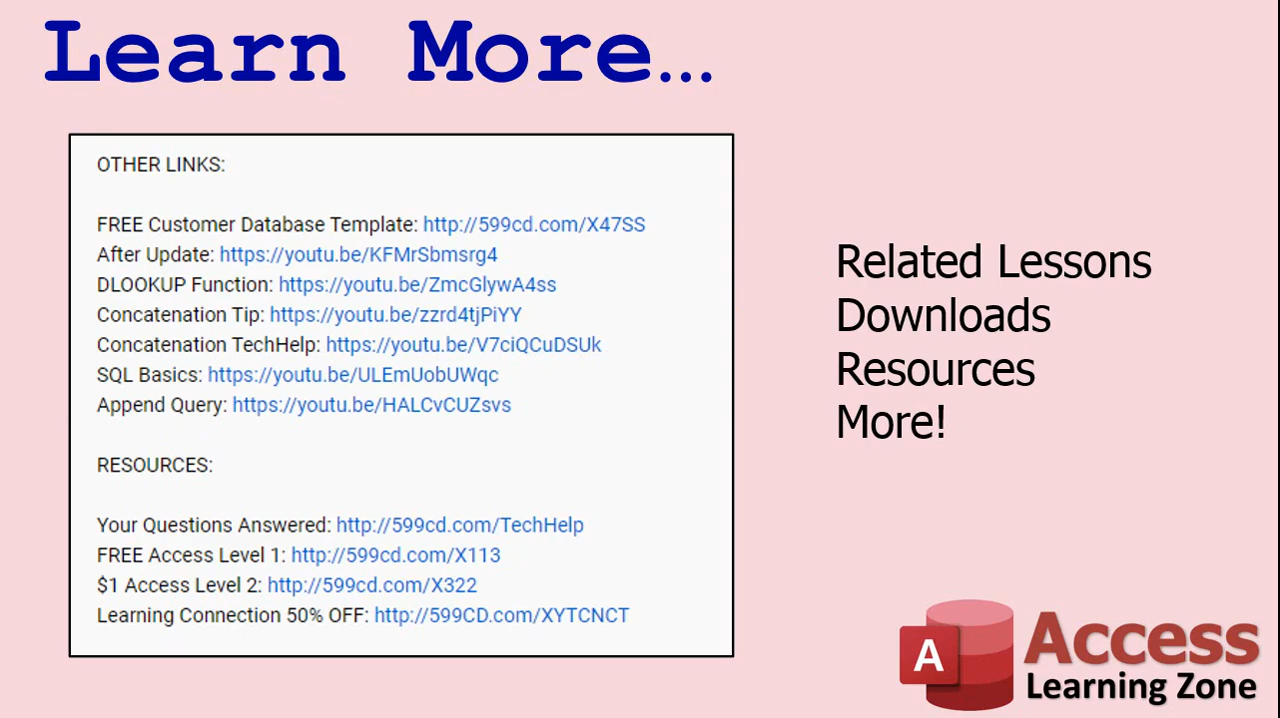 Learn More...
OTHER LINKS:
FREE Customer Database Template: http://599cd.com/X47SS
After Update: https://youtu.be/KFMrSbmsrg4
DLOOKUP Function: https://youtu.be/ZmcGlywA4ss
Concatenation Tip: https://youtu.be/zzrd4tjPiYY
Concatenation TechHelp: https://youtu.be/V7ciQCuDSUk
SQL Basics: https://youtu.be/ULEmUobUWqc
Append Query: https://youtu.be/HALCvCUZsvs
RESOURCES:
Your Questions Answered: http://599cd.com/TechHelp
FREE Access Level 1: http://599cd.com/X113
$1 Access Level 2: http://599cd.com/X322
Learning Connection 50% OFF: http://599CD.com/XYTCNCT
Related Lessons
Downloads
Resources
More!
A
Access
Learning Zone